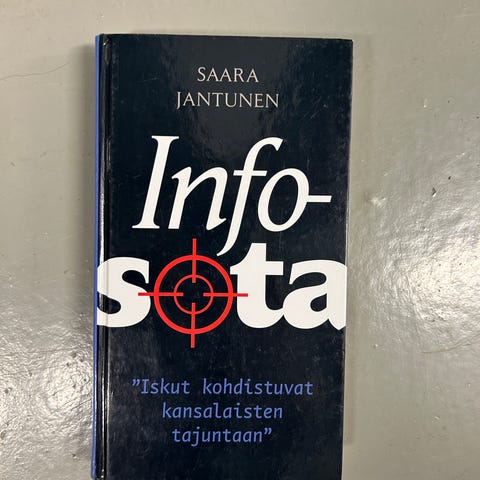 SAARA
JANTUNEN
Info-
sota
"Iskut kohdistuvat
kansalaisten
tajuntaan"